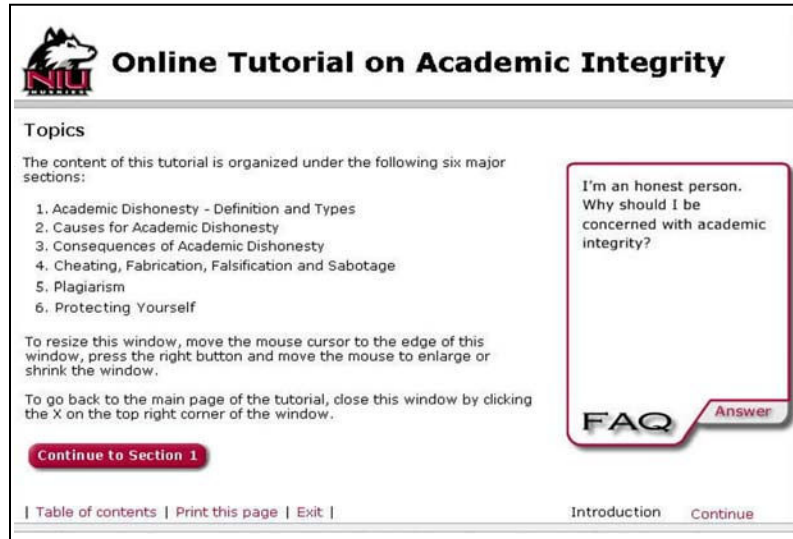 NIU
HUSKIES
Online Tutorial on Academic Integrity
Topics
The content of this tutorial is organized under the following six major
sections:
1. Academic Dishonesty - Definition and Types
2. Causes for Academic Dishonesty
3. Consequences of Academic Dishonesty
4. Cheating, Fabrication, Falsification and Sabotage
5. Plagiarism
6. Protecting Yourself
To resize this window, move the mouse cursor to the edge of this
window, press the right button and move the mouse to enlarge or
shrink the window.
To go back to the main page of the tutorial, close this window by clicking
the X on the top right corner of the window.
Continue to Section 1
I'm an honest person.
Why should I be
concerned with academic
integrity?
FAQ
Answer
| Table of contents | Print this page | Exit |
Introduction Continue